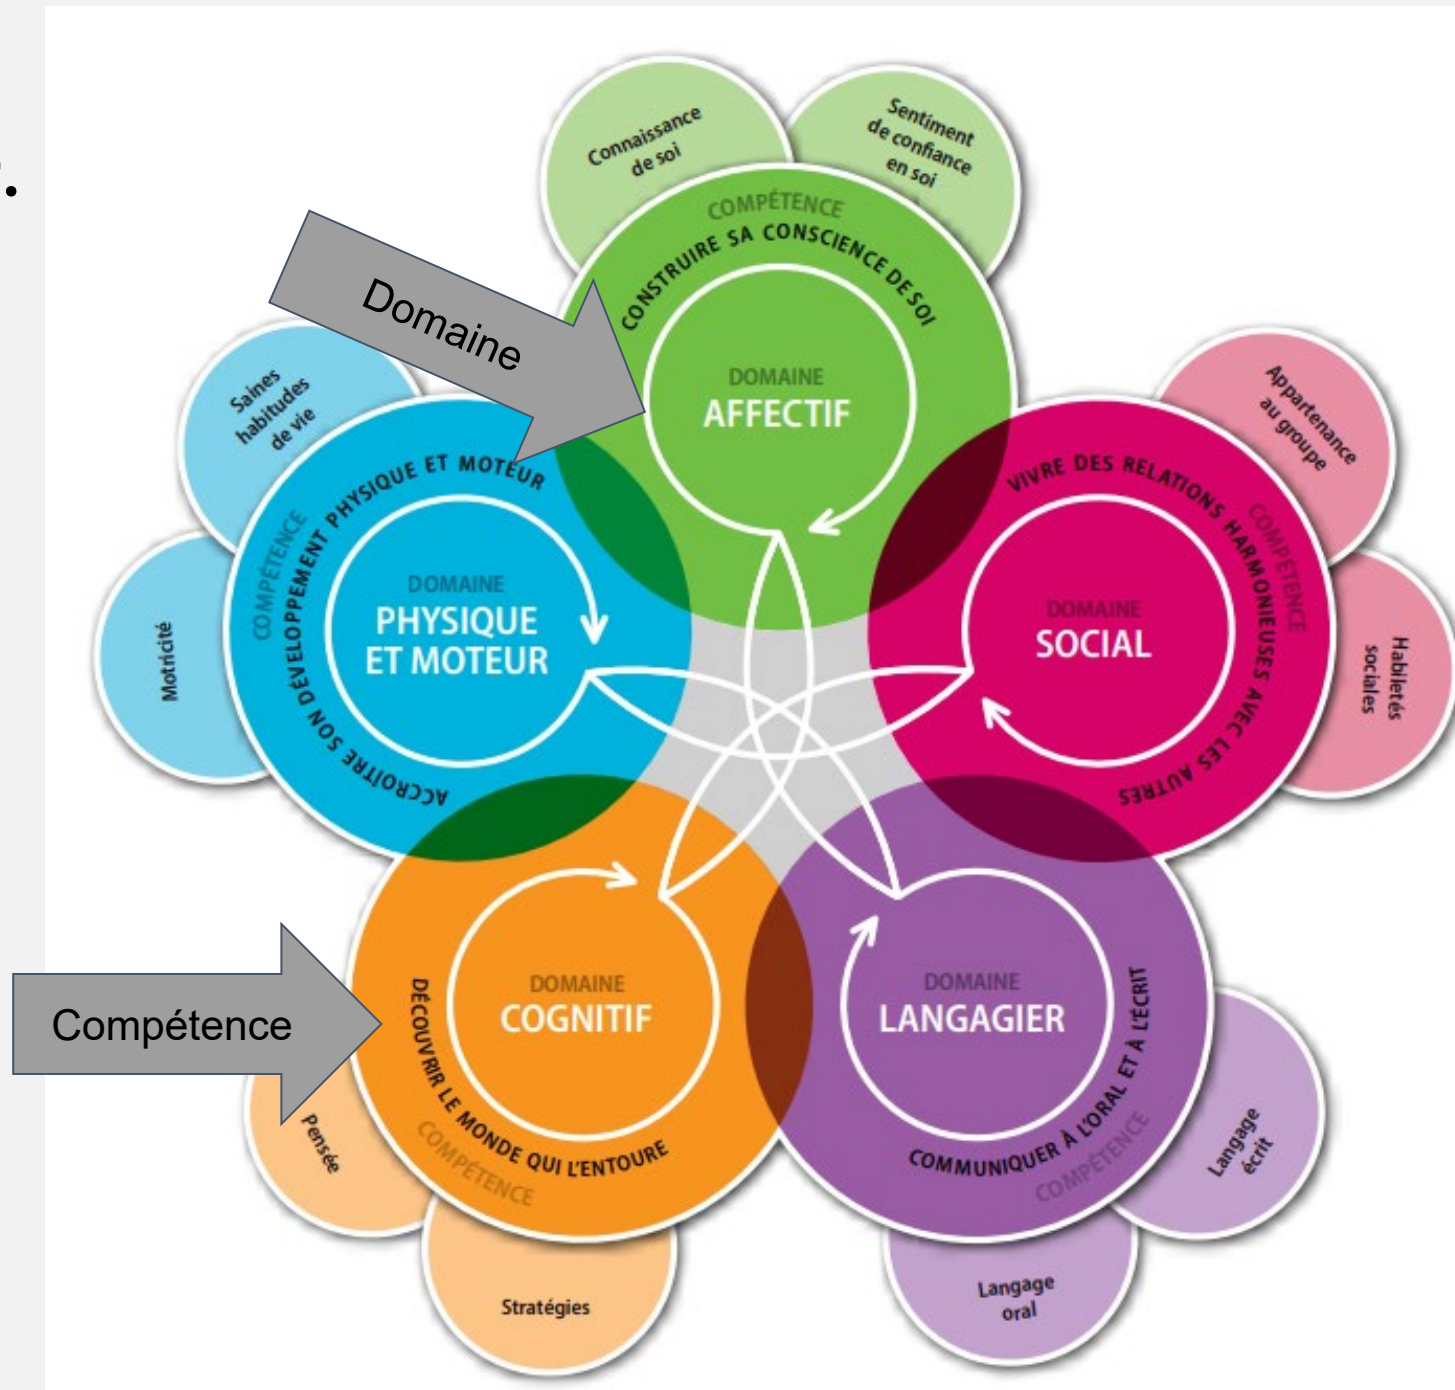 Connaissance
de soi
Sentiment
de confiance
en soi
COMPÉTENCE
CONSTRUIRE SA CONSCIENCE DE SOI
DOMAINE
AFFECTIF
Domaine
Saines
habitudes
de vie
Motricité
COMPÉTENCE
ACCROÎTRE SON DÉVELOPPEMENT PHYSIQUE ET MOTEUR
DOMAINE
PHYSIQUE
ET MOTEUR
Appartenance
au groupe
Habiletés
sociales
COMPÉTENCE
VIVRE DES RELATIONS HARMONIEUSES AVEC LES AUTRES
DOMAINE
SOCIAL
Compétence
DOMAINE
COGNITIF
DÉCOUVRIR LE MONDE QUI L'ENTOURE
COMPÉTENCE
Pensée
Stratégies
DOMAINE
LANGAGIER
COMMUNIQUER À L'ORAL ET À L'ÉCRIT
COMPÉTENCE
Langage
écrit
Langage
oral